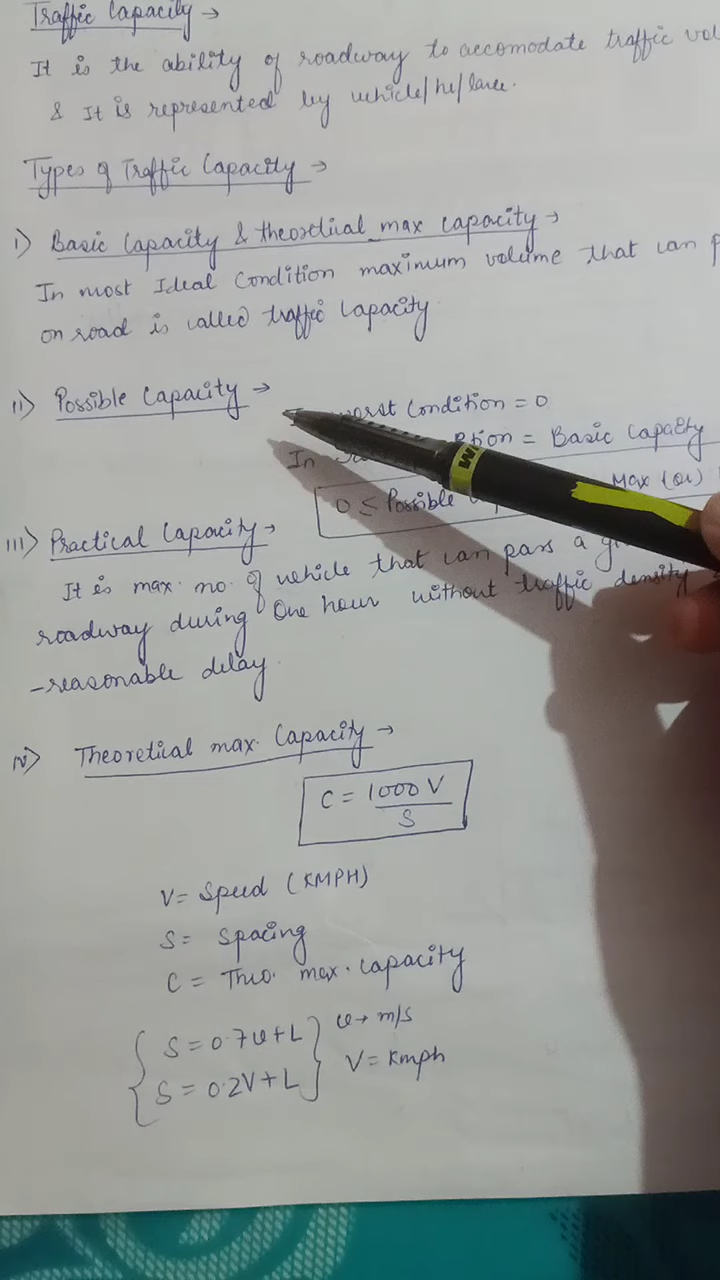 Traffic Capacity →
It is the ability of roadway to accomodate traffic
& It is represented by vehicle/hr/lane.
Types of Traffic Capacity →
i) Basic Capacity & theoretical max capacity →
In most Ideal Condition maximum volume that can
on road is called traffic capacity
ii) Possible Capacity →
worst Condition = 0
In = Basic Capacity
0 ≤ Possible Max (or)
iii) Practical Capacity →
It is max. no. of vehicle that can pass a
roadway during One hour without traffic density
-reasonable delay.
iv) Theoretical max. Capacity →
C = 1000 V / S
V = Speed (KMPH)
S = Spacing
C = Theo. max. capacity
S = 0.7v + L v → m/s
S = 0.2V + L V = Kmph